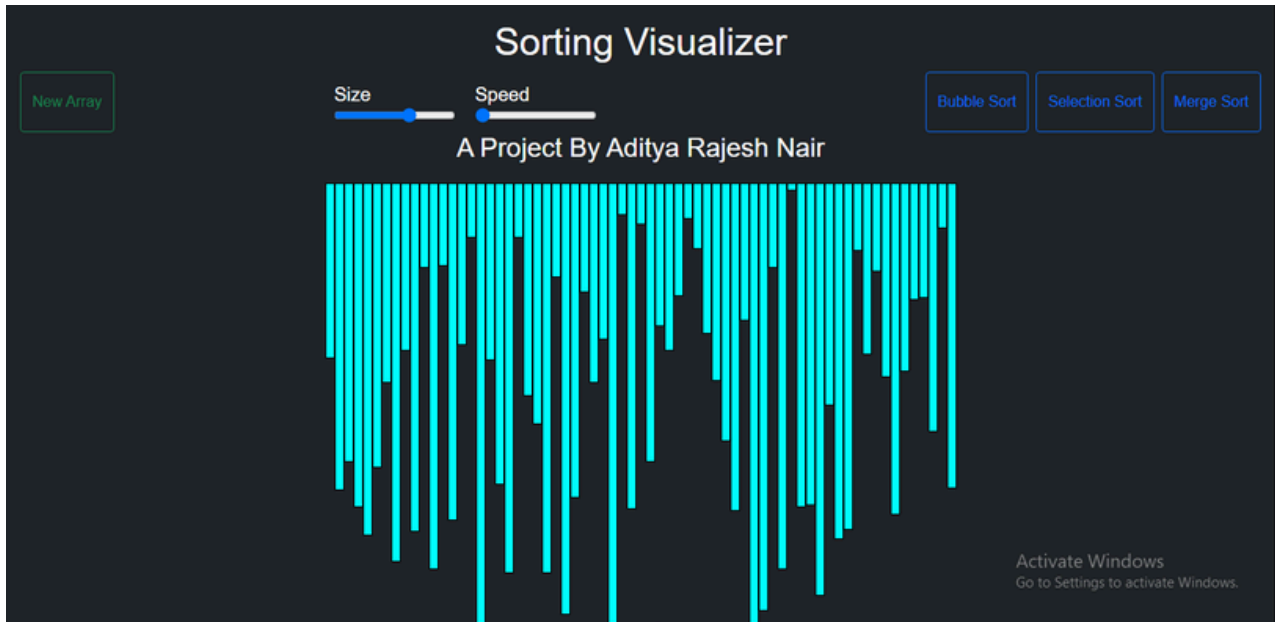 Sorting Visualizer
New Array
Size
Speed
Bubble Sort
Selection Sort
Merge Sort
A Project By Aditya Rajesh Nair
Activate Windows
Go to Settings to activate Windows.